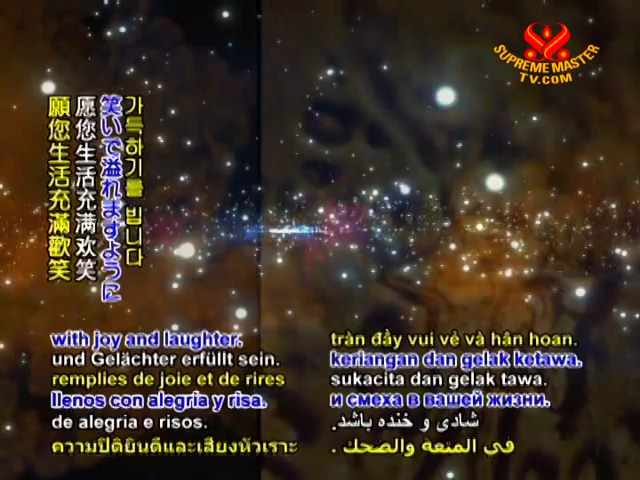 SUPREME MASTER
TV.COM
가득하기를 빕니다
笑いで溢れますように
愿您生活充满欢笑
願您生活充滿歡笑
with joy and laughter.
und Gelächter erfüllt sein.
remplies de joie et de rires
llenos con alegria y risa.
de alegria e risos.
ความปิติยินดีและเสียงหัวเราะ
tràn đầy vui vẻ và hân hoan.
keriangan dan gelak ketawa.
sukacita dan gelak tawa.
и смеха в вашей жизни.
شادی و خنده باشد.
في المتعة والضحك .